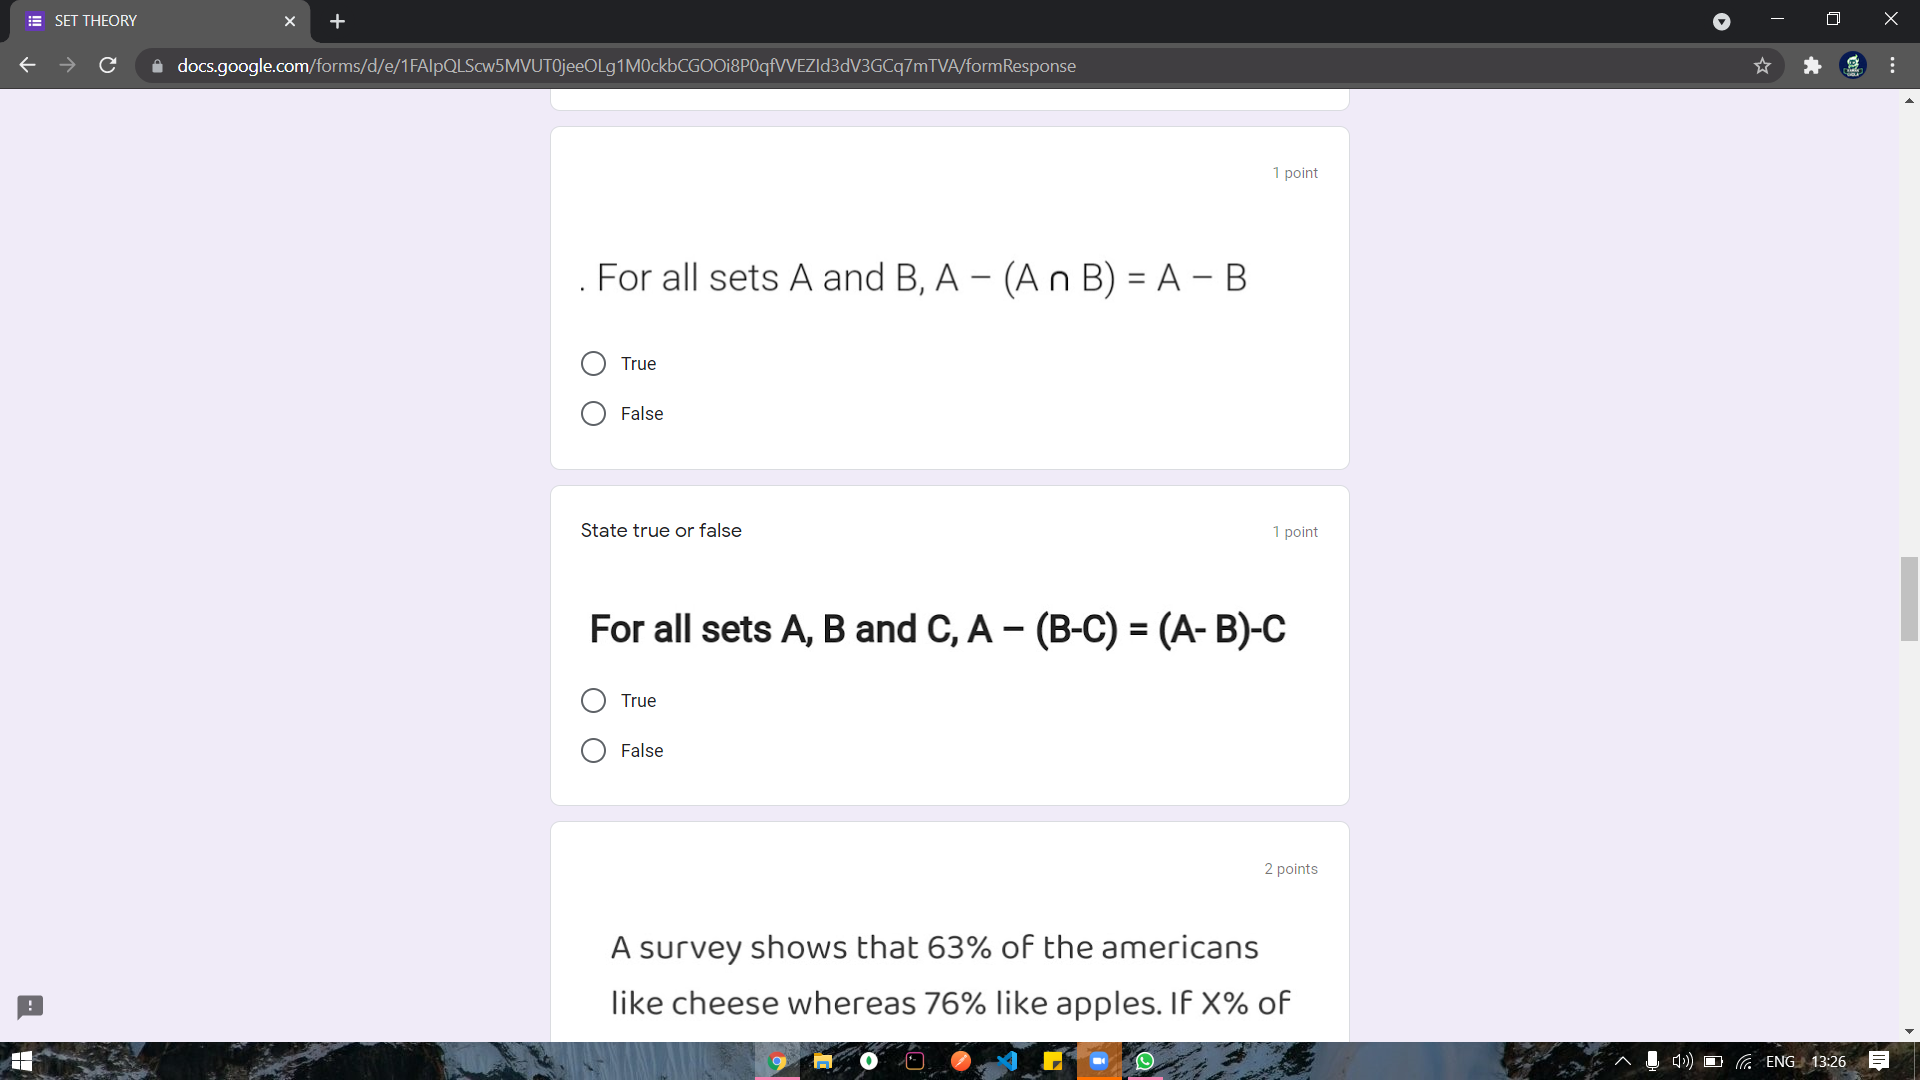 SET THEORY
docs.google.com/forms/d/e/1FAIpQLScw5MVUT0jeeOLg1M0ckbCGOOi8P0qfVVEZId3dV3GCq7mTVA/formResponse
1 point
. For all sets A and B, A – (A ∩ B) = A – B
True
False
State true or false
1 point
For all sets A, B and C, A – (B-C) = (A- B)-C
True
False
2 points
A survey shows that 63% of the americans
like cheese whereas 76% like apples. If X% of
ENG
13:26